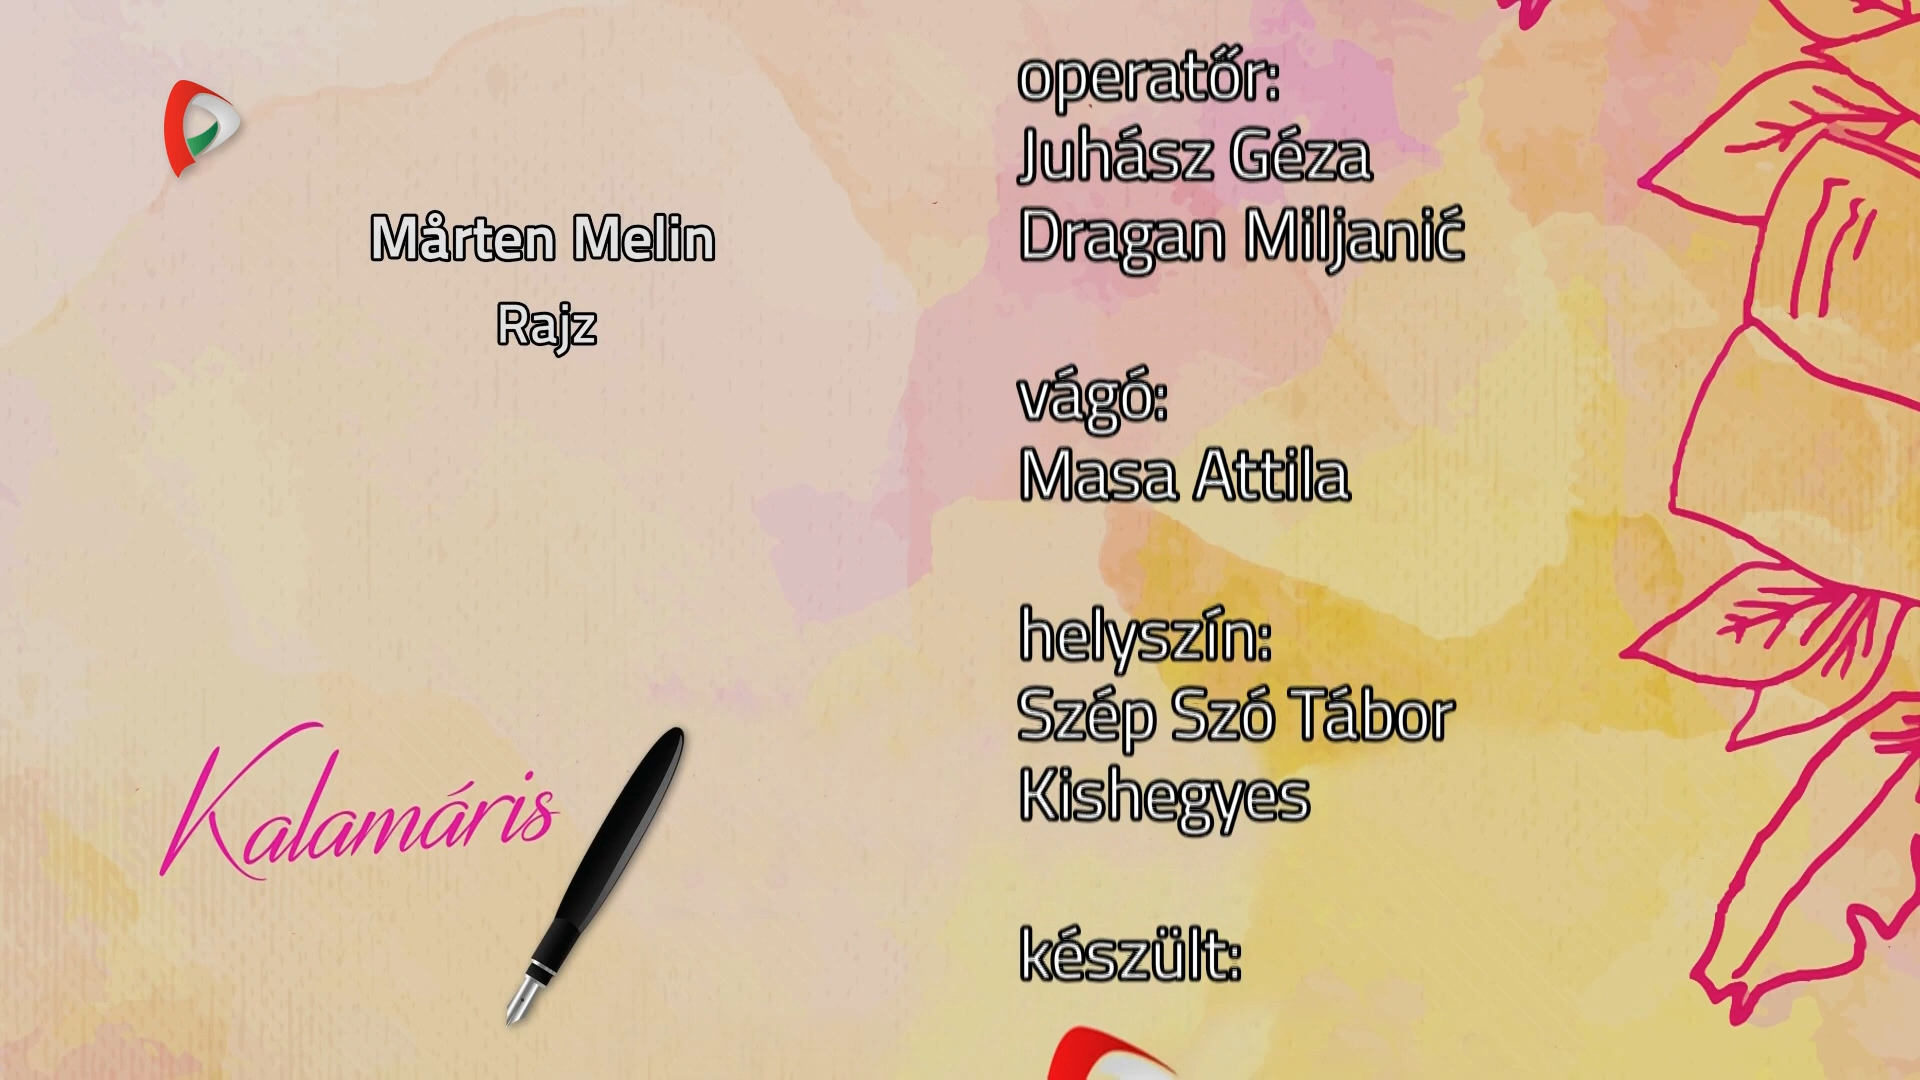 Mårten Melin
Rajz
Kalamáris
operatőr:
Juhász Géza
Dragan Miljanić
vágó:
Masa Attila
helyszín:
Szép Szó Tábor
Kishegyes
készült: